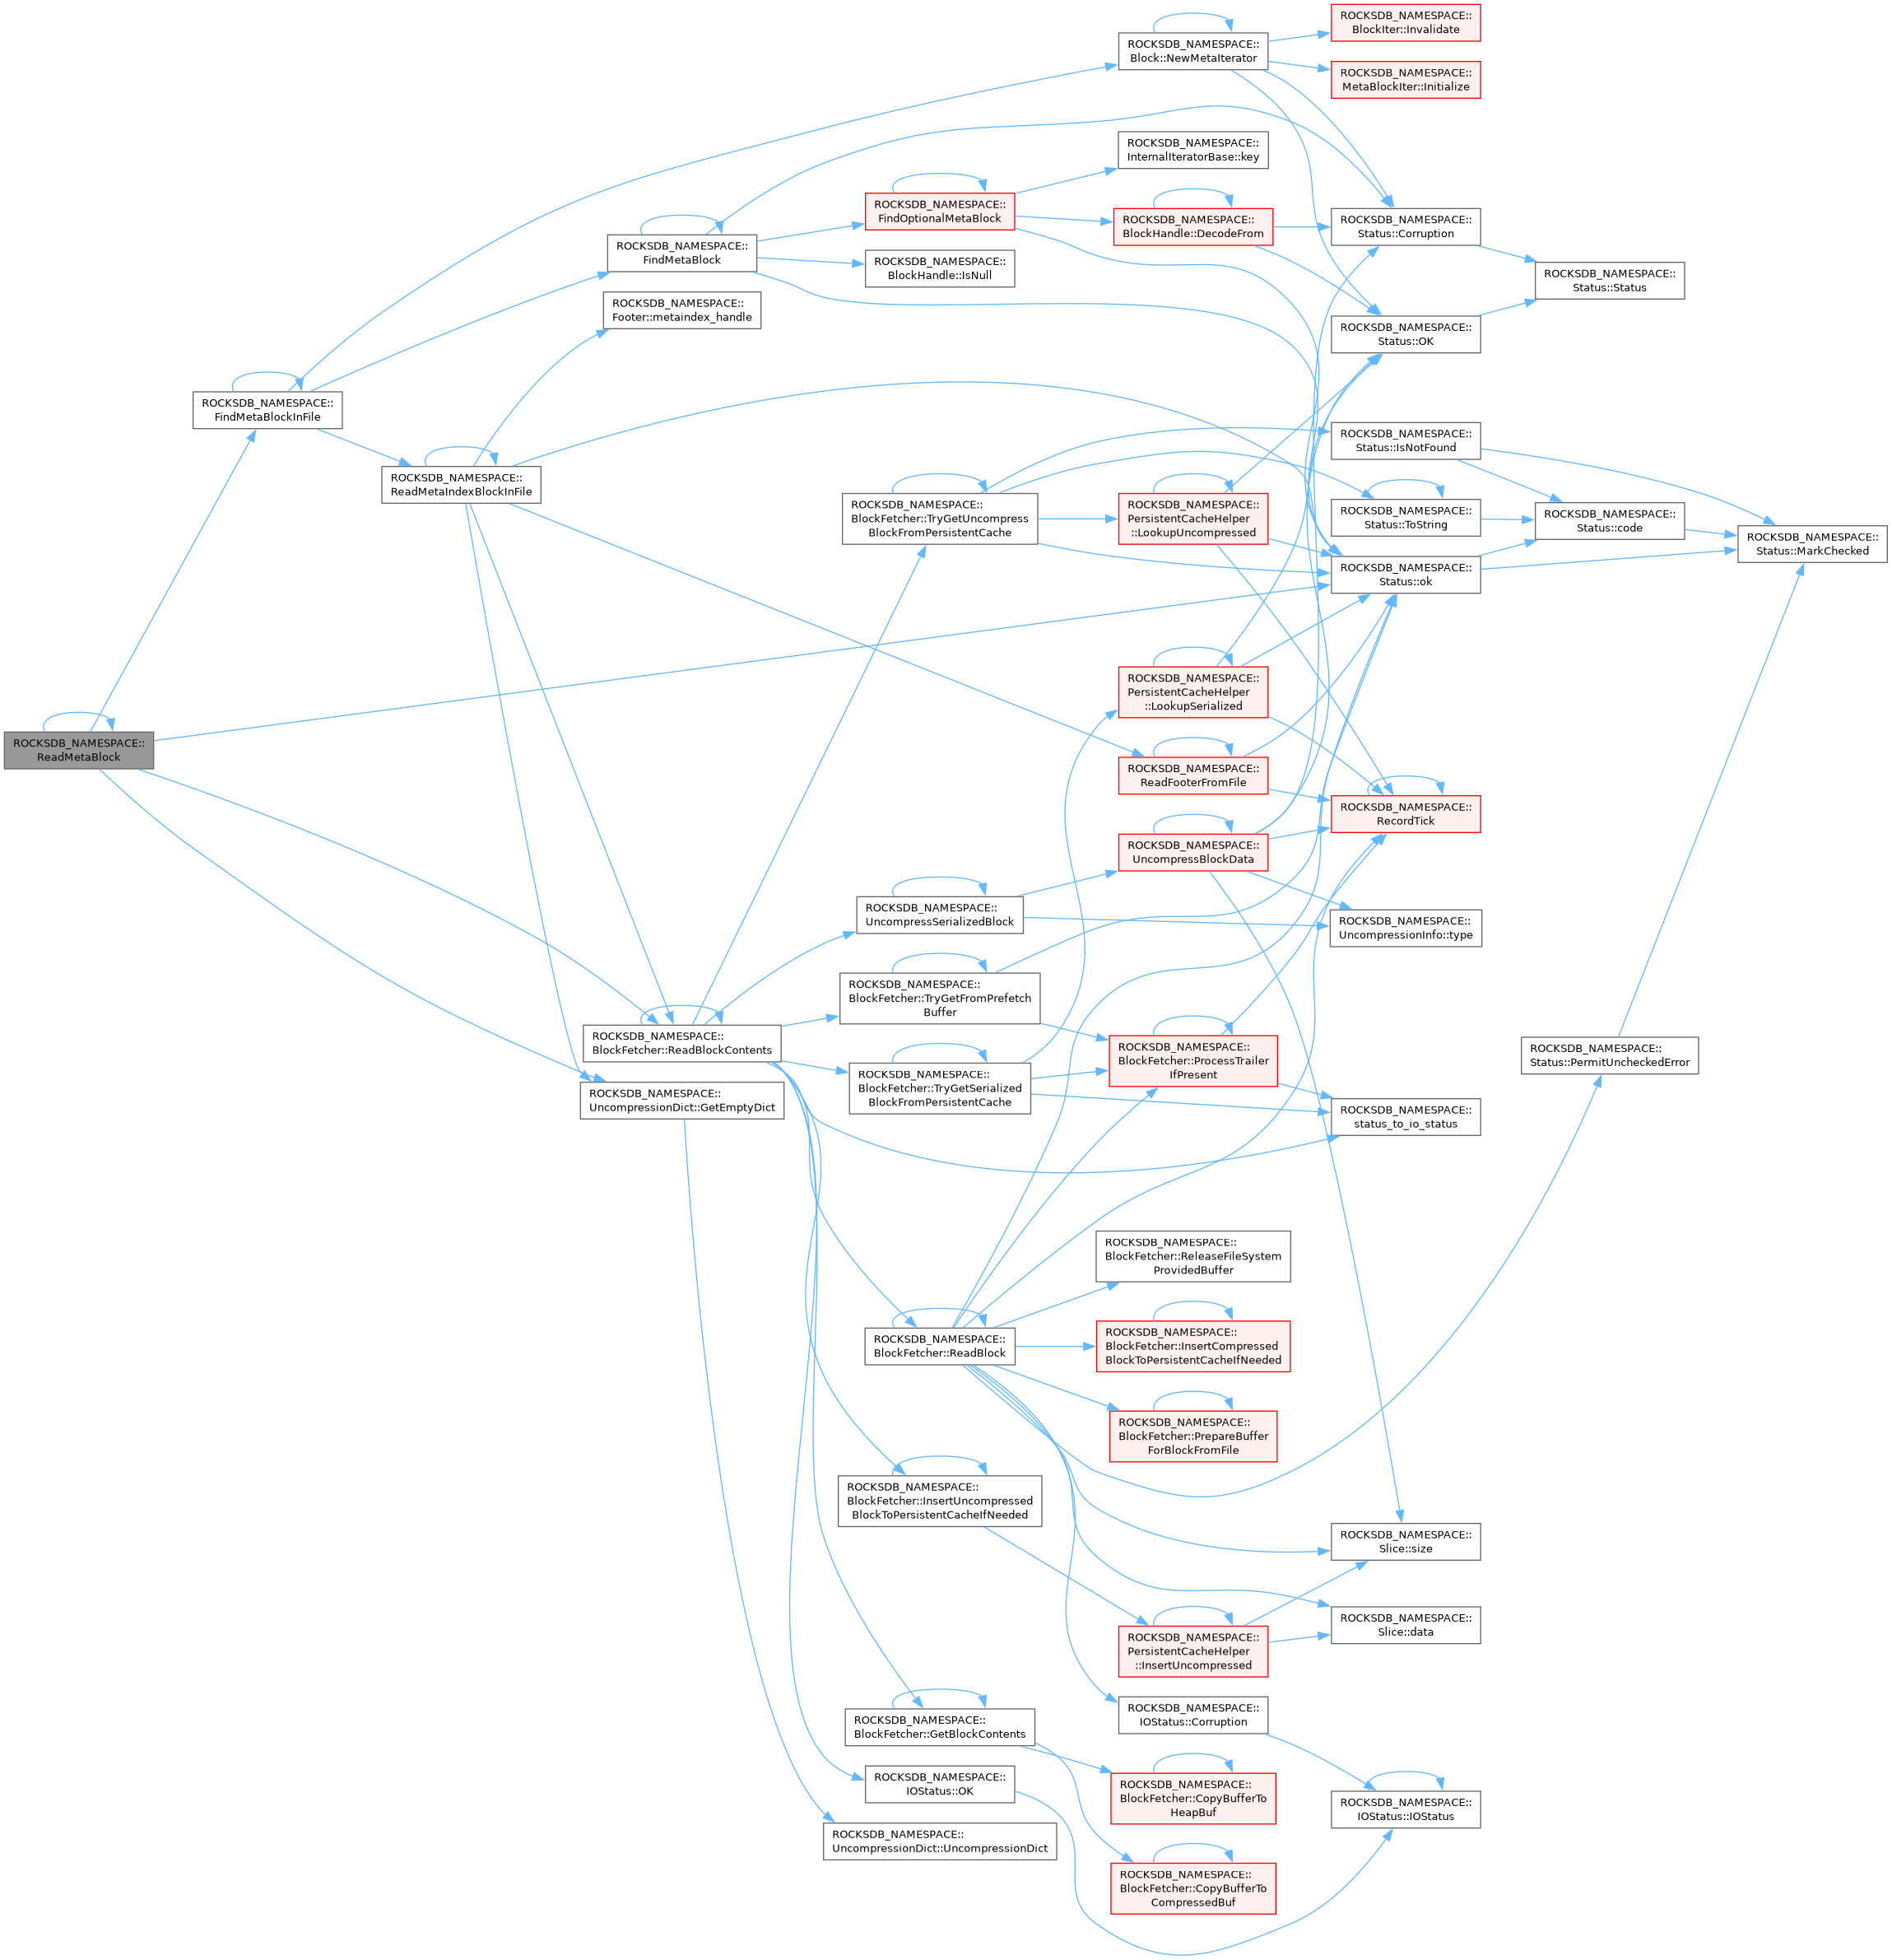 ROCKSDB_NAMESPACE::
ReadMetaBlock
ROCKSDB_NAMESPACE::
FindMetaBlockInFile
ROCKSDB_NAMESPACE::
ReadMetaIndexBlockInFile
ROCKSDB_NAMESPACE::
FindMetaBlock
ROCKSDB_NAMESPACE::
Footer::metaindex_handle
ROCKSDB_NAMESPACE::
BlockFetcher::ReadBlockContents
ROCKSDB_NAMESPACE::
UncompressionDict::GetEmptyDict
ROCKSDB_NAMESPACE::
FindOptionalMetaBlock
ROCKSDB_NAMESPACE::
BlockHandle::IsNull
ROCKSDB_NAMESPACE::
BlockFetcher::TryGetUncompress
BlockFromPersistentCache
ROCKSDB_NAMESPACE::
UncompressSerializedBlock
ROCKSDB_NAMESPACE::
BlockFetcher::TryGetFromPrefetch
Buffer
ROCKSDB_NAMESPACE::
BlockFetcher::TryGetSerialized
BlockFromPersistentCache
ROCKSDB_NAMESPACE::
BlockFetcher::ReadBlock
ROCKSDB_NAMESPACE::
BlockFetcher::InsertUncompressed
BlockToPersistentCacheIfNeeded
ROCKSDB_NAMESPACE::
BlockFetcher::GetBlockContents
ROCKSDB_NAMESPACE::
IOStatus::OK
ROCKSDB_NAMESPACE::
UncompressionDict::UncompressionDict
ROCKSDB_NAMESPACE::
Block::NewMetaIterator
ROCKSDB_NAMESPACE::
InternalIteratorBase::key
ROCKSDB_NAMESPACE::
BlockHandle::DecodeFrom
ROCKSDB_NAMESPACE::
PersistentCacheHelper
::LookupUncompressed
ROCKSDB_NAMESPACE::
PersistentCacheHelper
::LookupSerialized
ROCKSDB_NAMESPACE::
ReadFooterFromFile
ROCKSDB_NAMESPACE::
UncompressBlockData
ROCKSDB_NAMESPACE::
BlockFetcher::ProcessTrailer
IfPresent
ROCKSDB_NAMESPACE::
BlockFetcher::ReleaseFileSystem
ProvidedBuffer
ROCKSDB_NAMESPACE::
BlockFetcher::InsertCompressed
BlockToPersistentCacheIfNeeded
ROCKSDB_NAMESPACE::
BlockFetcher::PrepareBuffer
ForBlockFromFile
ROCKSDB_NAMESPACE::
PersistentCacheHelper
::InsertUncompressed
ROCKSDB_NAMESPACE::
IOStatus::Corruption
ROCKSDB_NAMESPACE::
BlockFetcher::CopyBufferTo
HeapBuf
ROCKSDB_NAMESPACE::
BlockFetcher::CopyBufferTo
CompressedBuf
ROCKSDB_NAMESPACE::
BlockIter::Invalidate
ROCKSDB_NAMESPACE::
MetaBlockIter::Initialize
ROCKSDB_NAMESPACE::
Status::Corruption
ROCKSDB_NAMESPACE::
Status::OK
ROCKSDB_NAMESPACE::
Status::IsNotFound
ROCKSDB_NAMESPACE::
Status::ToString
ROCKSDB_NAMESPACE::
Status::ok
ROCKSDB_NAMESPACE::
RecordTick
ROCKSDB_NAMESPACE::
UncompressionInfo::type
ROCKSDB_NAMESPACE::
status_to_io_status
ROCKSDB_NAMESPACE::
Slice::size
ROCKSDB_NAMESPACE::
Slice::data
ROCKSDB_NAMESPACE::
IOStatus::IOStatus
ROCKSDB_NAMESPACE::
Status::Status
ROCKSDB_NAMESPACE::
Status::code
ROCKSDB_NAMESPACE::
Status::PermitUncheckedError
ROCKSDB_NAMESPACE::
Status::MarkChecked